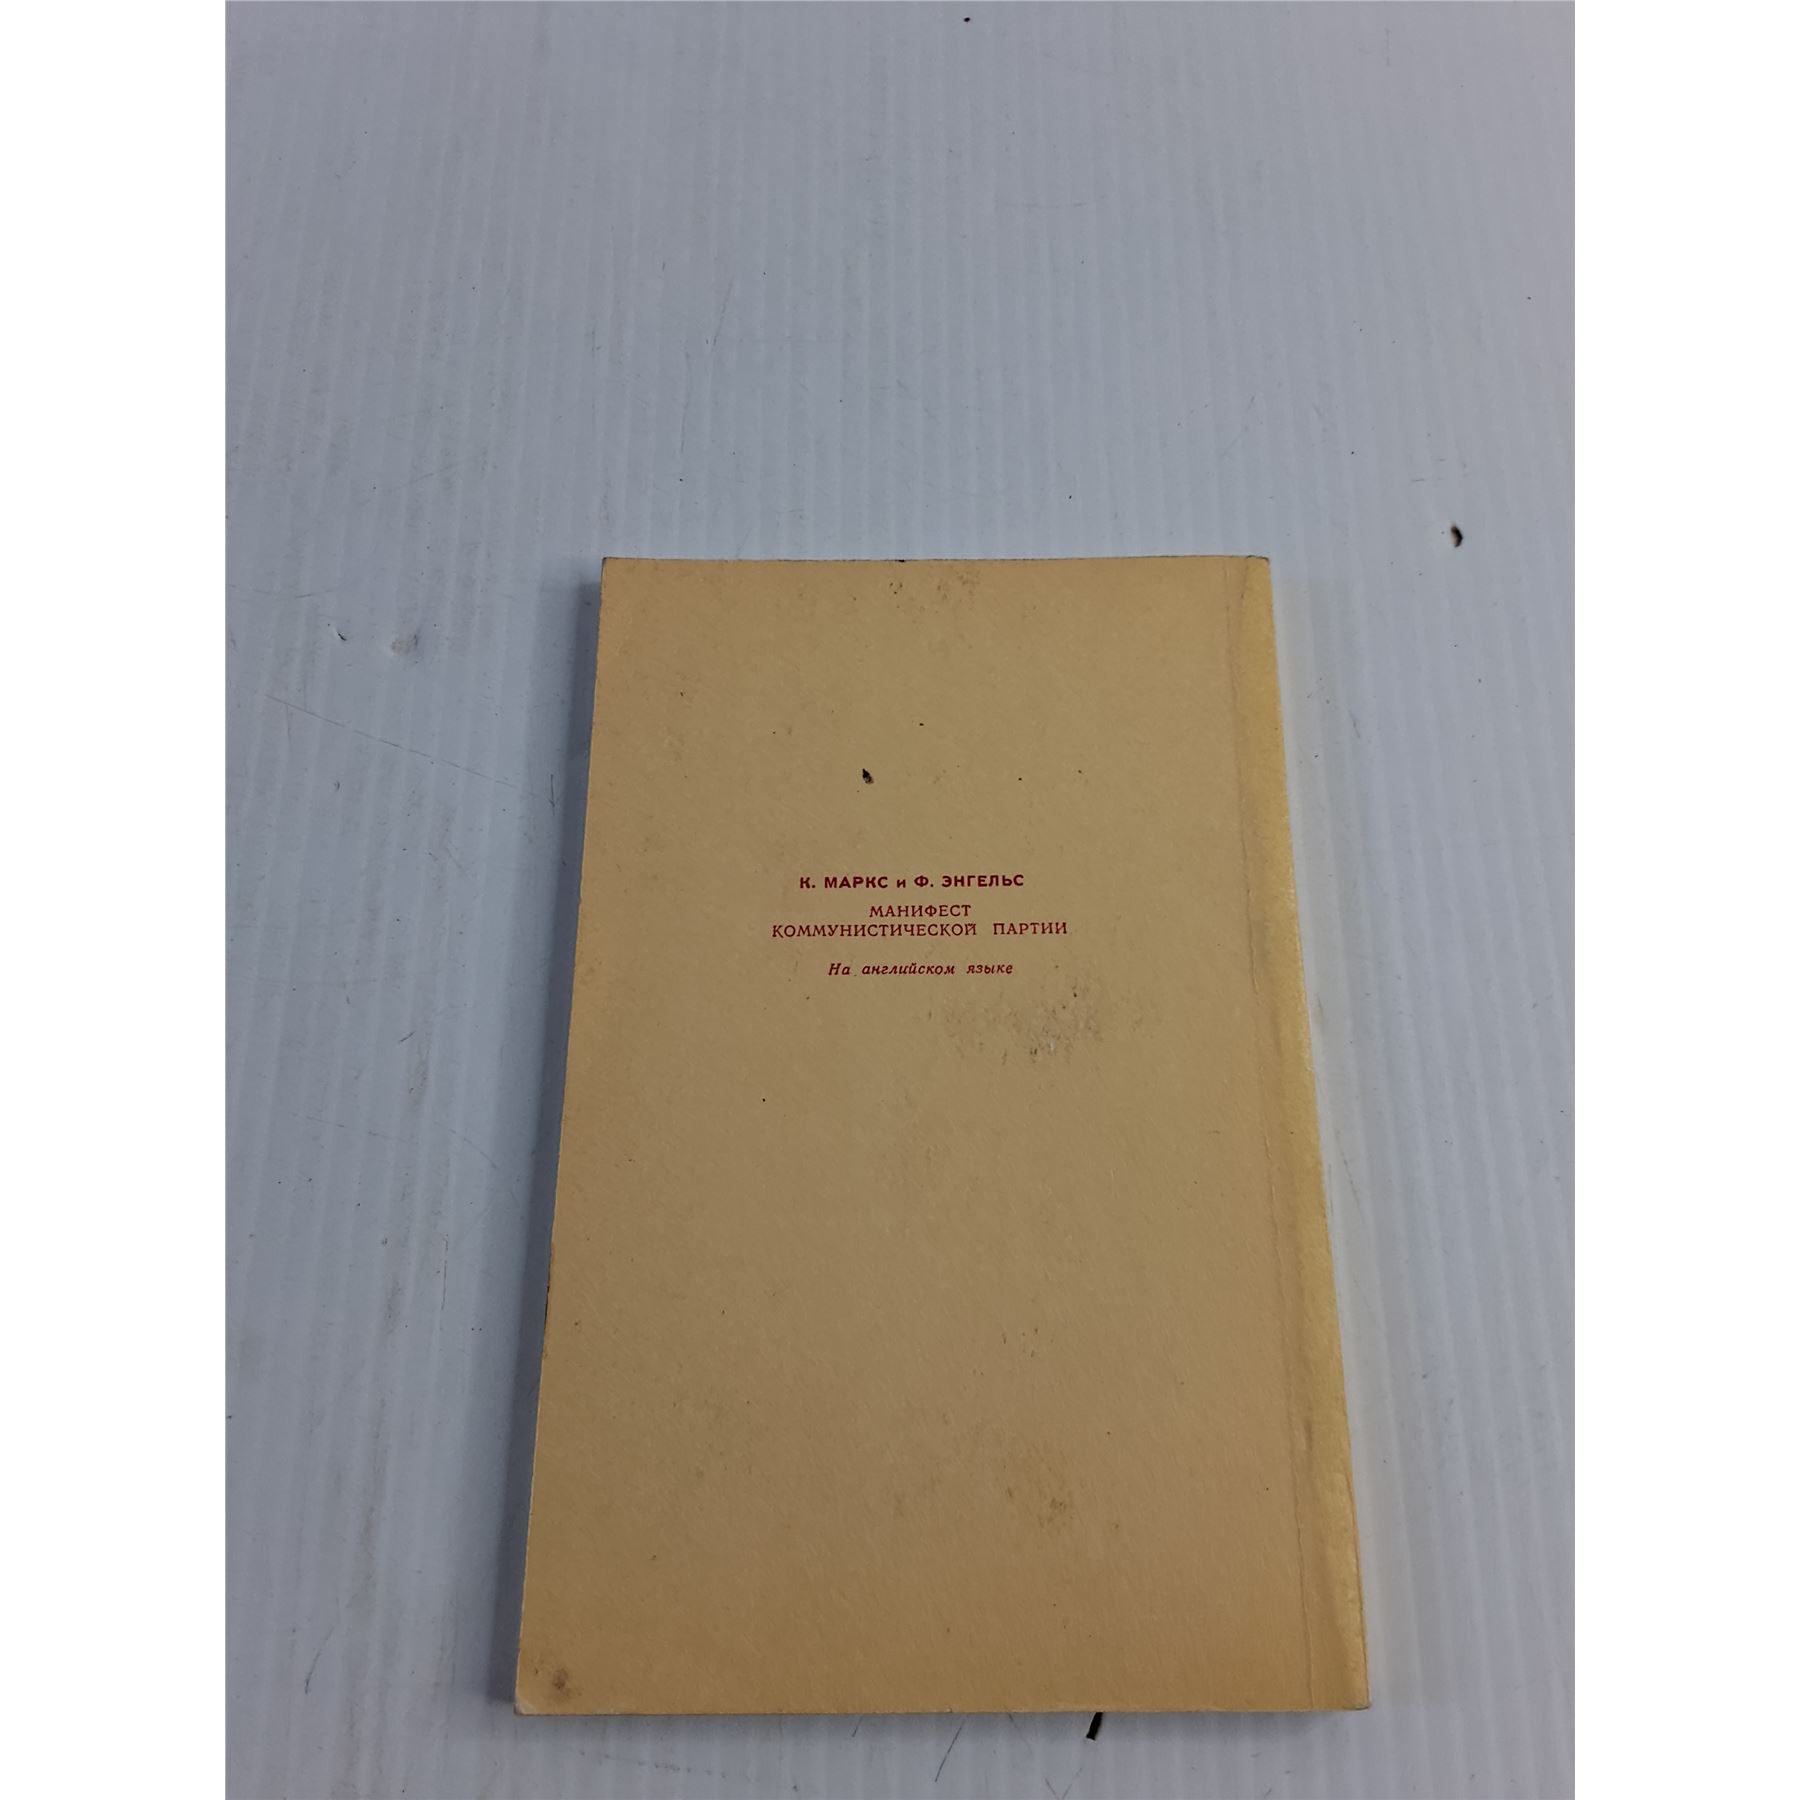 К. МАРКС и Ф. ЭНГЕЛЬС
МАНИФЕСТ
КОММУНИСТИЧЕСКОЙ ПАРТИИ
На английском языке